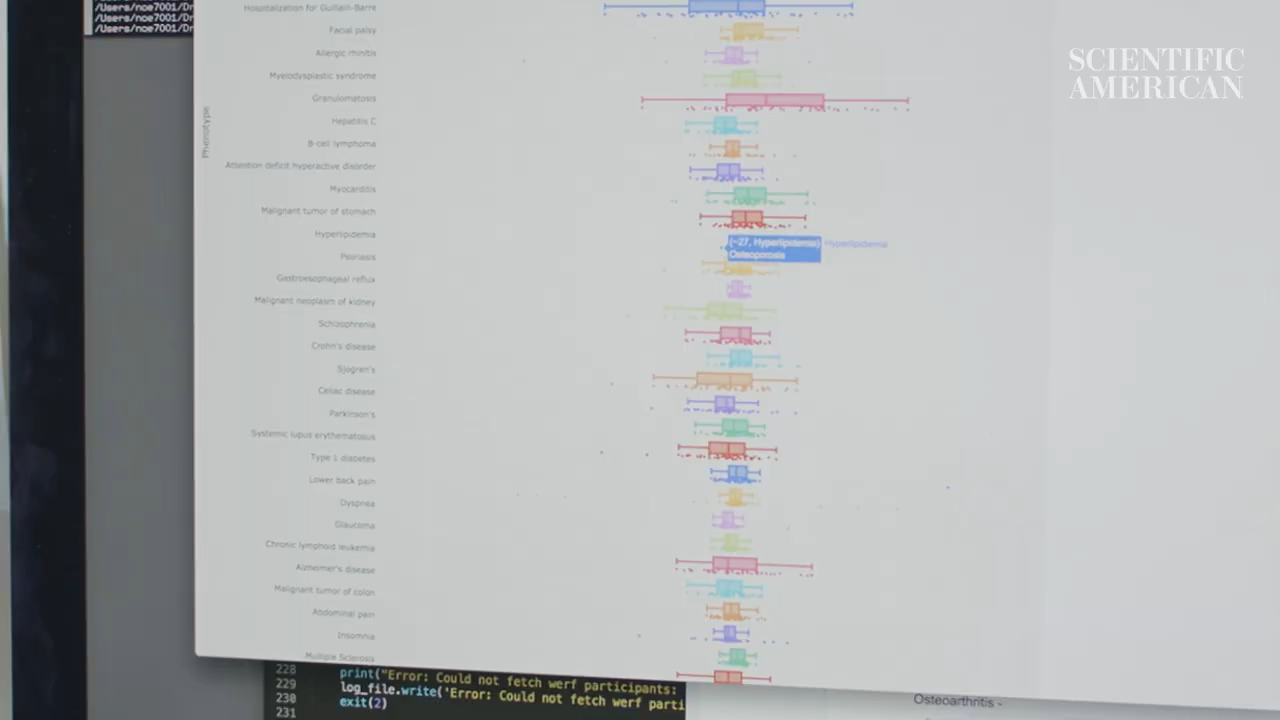 /Users/noe7001/Dr
/Users/noe7001/Dr
SCIENTIFIC
AMERICAN
Phenotype
Hospitalization for Guillain-Barre
Facial palsy
Allergic rhinitis
Myelodysplastic syndrome
Granulomatosis
Hepatitis C
B-cell lymphoma
Attention deficit hyperactive disorder
Myocarditis
Malignant tumor of stomach
Hyperlipidemia
(-27, Hyperlipidemia) Hyperlipidemia
Osteoporosis
Psoriasis
Gastroesophageal reflux
Malignant neoplasm of kidney
Schizophrenia
Crohn's disease
Sjogren's
Celiac disease
Parkinson's
Systemic lupus erythematosus
Type 1 diabetes
Lower back pain
Dyspnea
Glaucoma
Chronic lymphoid leukemia
Alzheimer's disease
Malignant tumor of colon
Abdominal pain
Insomnia
Multiple Sclerosis
228 print("Error: Could not fetch werf participants:
229 log_file.write('Error: Could not fetch werf parti
230 exit(2)
231
Osteoarthritis -